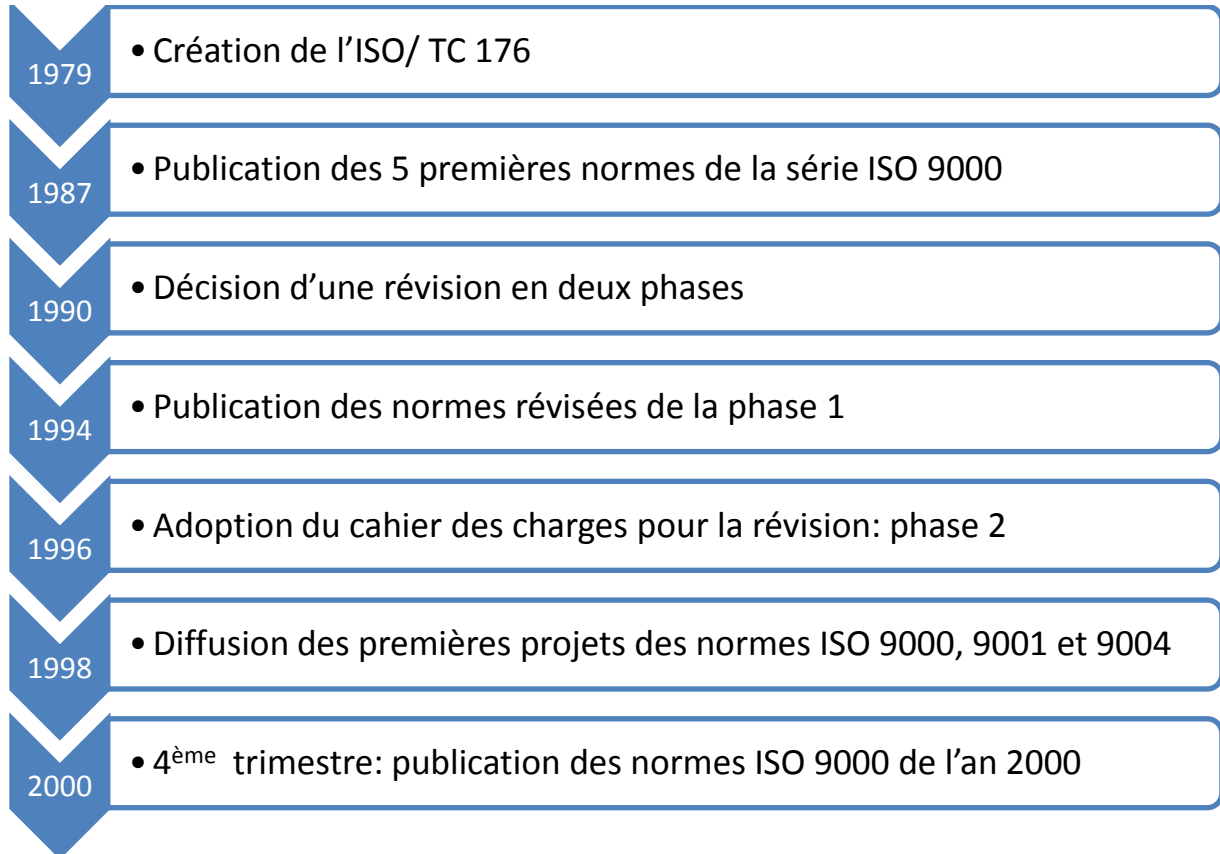 1979
• Création de l’ISO/ TC 176
1987
• Publication des 5 premières normes de la série ISO 9000
1990
• Décision d’une révision en deux phases
1994
• Publication des normes révisées de la phase 1
1996
• Adoption du cahier des charges pour la révision: phase 2
1998
• Diffusion des premières projets des normes ISO 9000, 9001 et 9004
2000
• 4ème trimestre: publication des normes ISO 9000 de l’an 2000